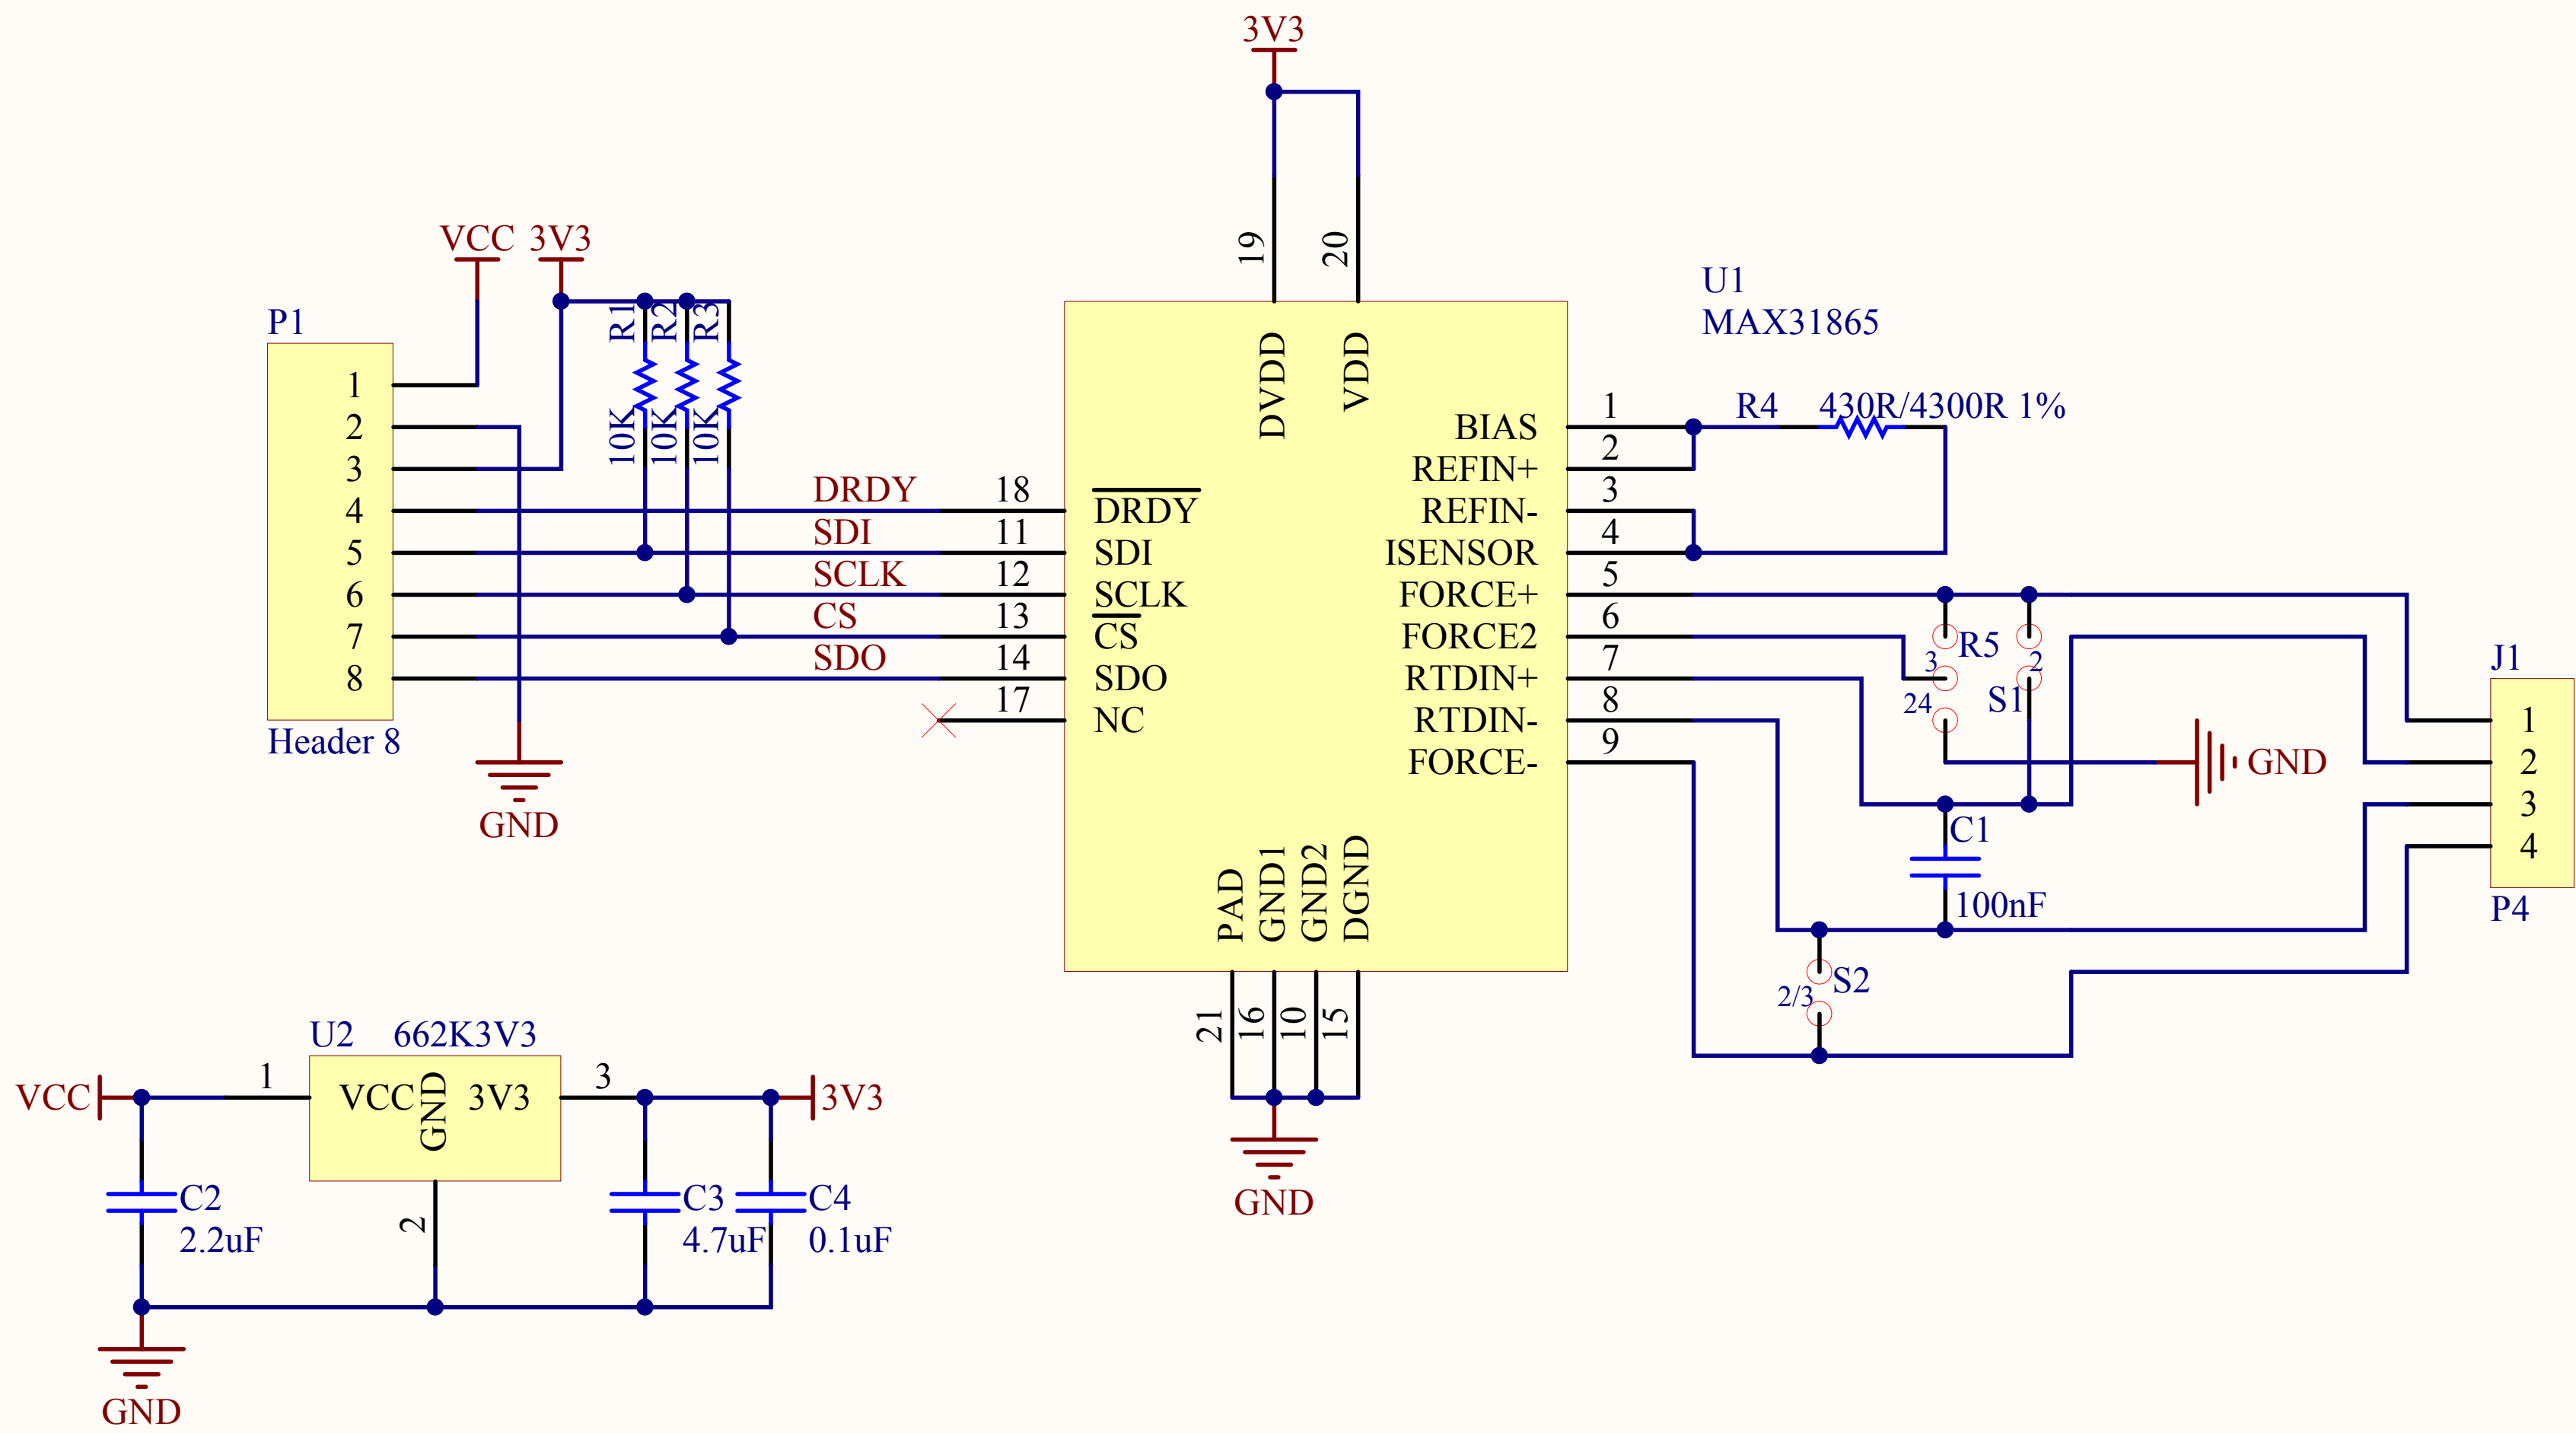 3V3
19
20
DVDD
VDD
U1
MAX31865
VCC
3V3
P1
1
2
3
4
5
6
7
8
Header 8
R1
R2
R3
10K
10K
10K
GND
DRDY
SDI
SCLK
CS
SDO
18
11
12
13
14
17
DRDY
SDI
SCLK
CS
SDO
NC
BIAS
REFIN+
REFIN-
ISENSOR
FORCE+
FORCE2
RTDIN+
RTDIN-
FORCE-
1
2
3
4
5
6
7
8
9
R4
430R/4300R 1%
R5
3
24
2
S1
GND
C1
100nF
S2
2/3
J1
1
2
3
4
P4
PAD
GND1
GND2
DGND
21
16
10
15
GND
U2
662K3V3
VCC
1
VCC
GND
3V3
3
3V3
2
C2
2.2uF
C3
4.7uF
C4
0.1uF
GND